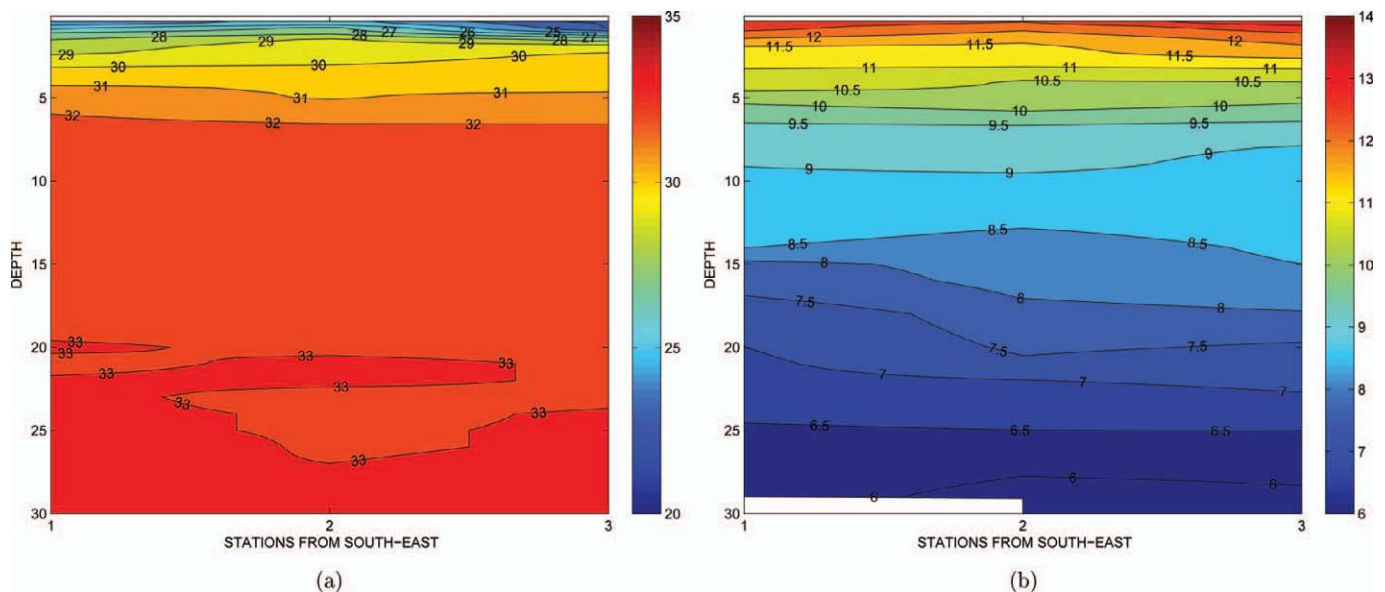 28 27 26 25
29 29 29 28 27
30 30 30
31 31 31
32 32 32
33
33
33 33 33
33
33 33
33
5
10
15
20
25
30
DEPTH
1 2 3
STATIONS FROM SOUTH-EAST
35
30
25
20
(a)
12 12
11.5 11.5 11.5
11 11 11
10.5 10.5 10.5
10 10 10
9.5 9.5 9.5
9 9 9
8.5 8.5 8.5
8 8 8
7.5 7.5 7.5
7 7 7
6.5 6.5 6.5
6 6 6
5
10
15
20
25
30
DEPTH
1 2 3
STATIONS FROM SOUTH-EAST
14
13
12
11
10
9
8
7
6
(b)